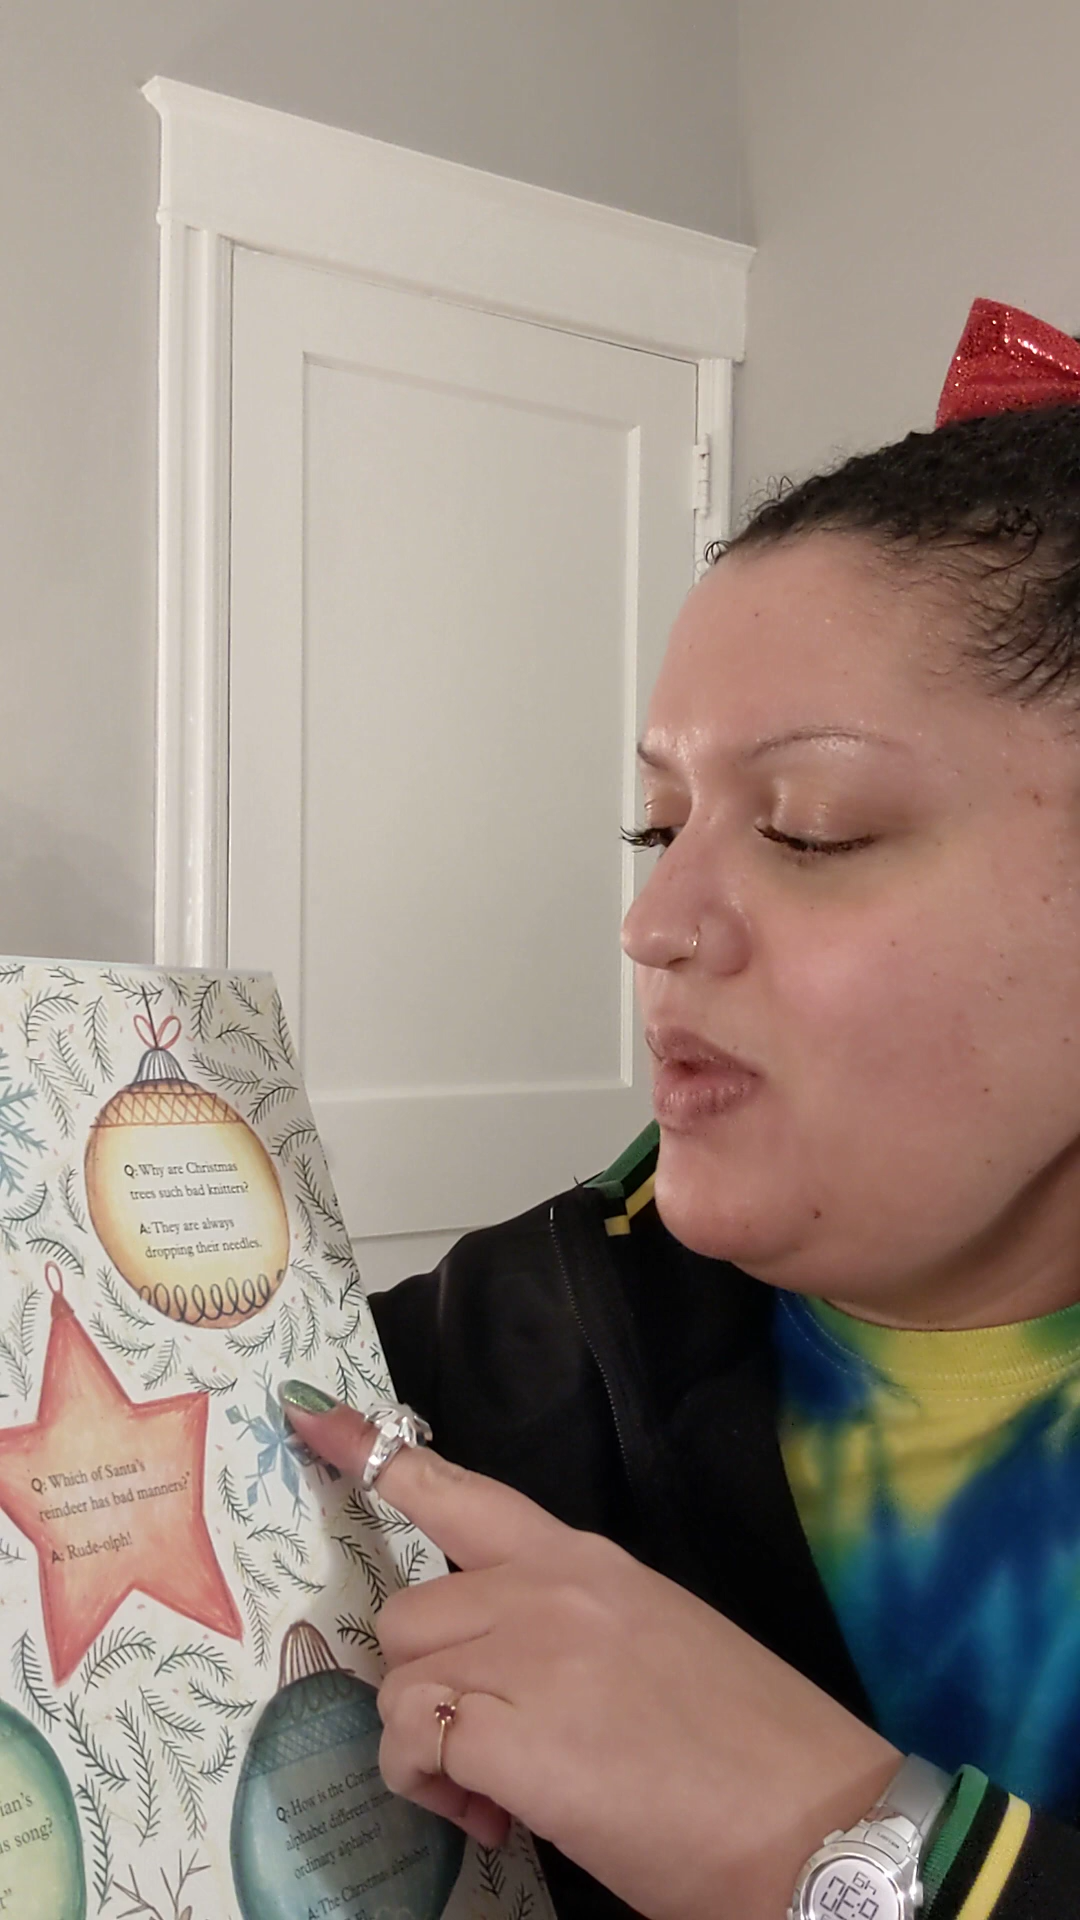 Q: Why are Christmas
trees such bad knitters?
A: They are always
dropping their needles.
Q: Which of Santa's
reindeer has bad manners?
A: Rude-olph!
song?
Q: How is the
alphabet different
ordinary alphabet?
A: The Christmas alphabet